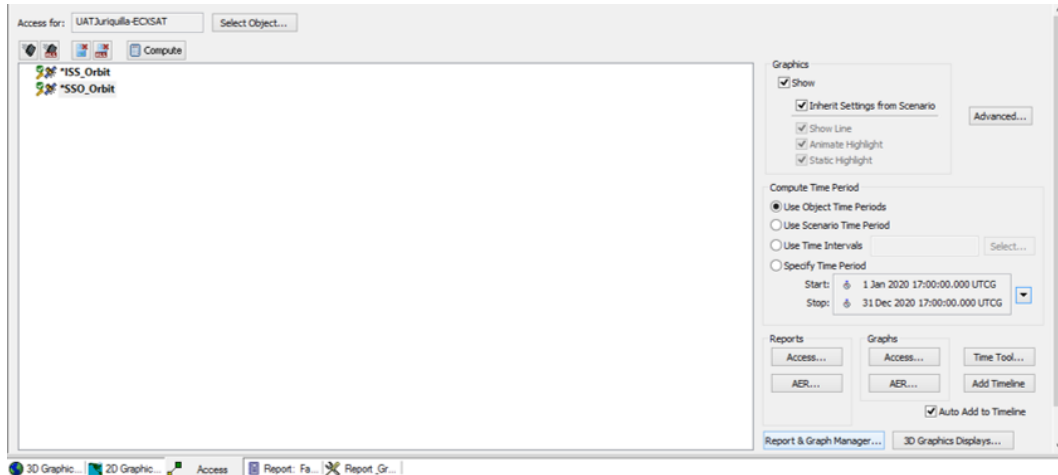 Access for: UATJuriquilla-ECXSAT Select Object...
Compute
*ISS_Orbit
*SSO_Orbit
Graphics
Show
Inherit Settings from Scenario
Advanced...
Show Line
Animate Highlight
Static Highlight
Compute Time Period
Use Object Time Periods
Use Scenario Time Period
Use Time Intervals Select...
Specify Time Period
Start: 1 Jan 2020 17:00:00.000 UTCG
Stop: 31 Dec 2020 17:00:00.000 UTCG
Reports Graphs
Access... Access... Time Tool...
AER... AER... Add Timeline
Auto Add to Timeline
Report & Graph Manager... 3D Graphics Displays...
3D Graphic... 2D Graphic... Access Report: Fa... Report_Gr...